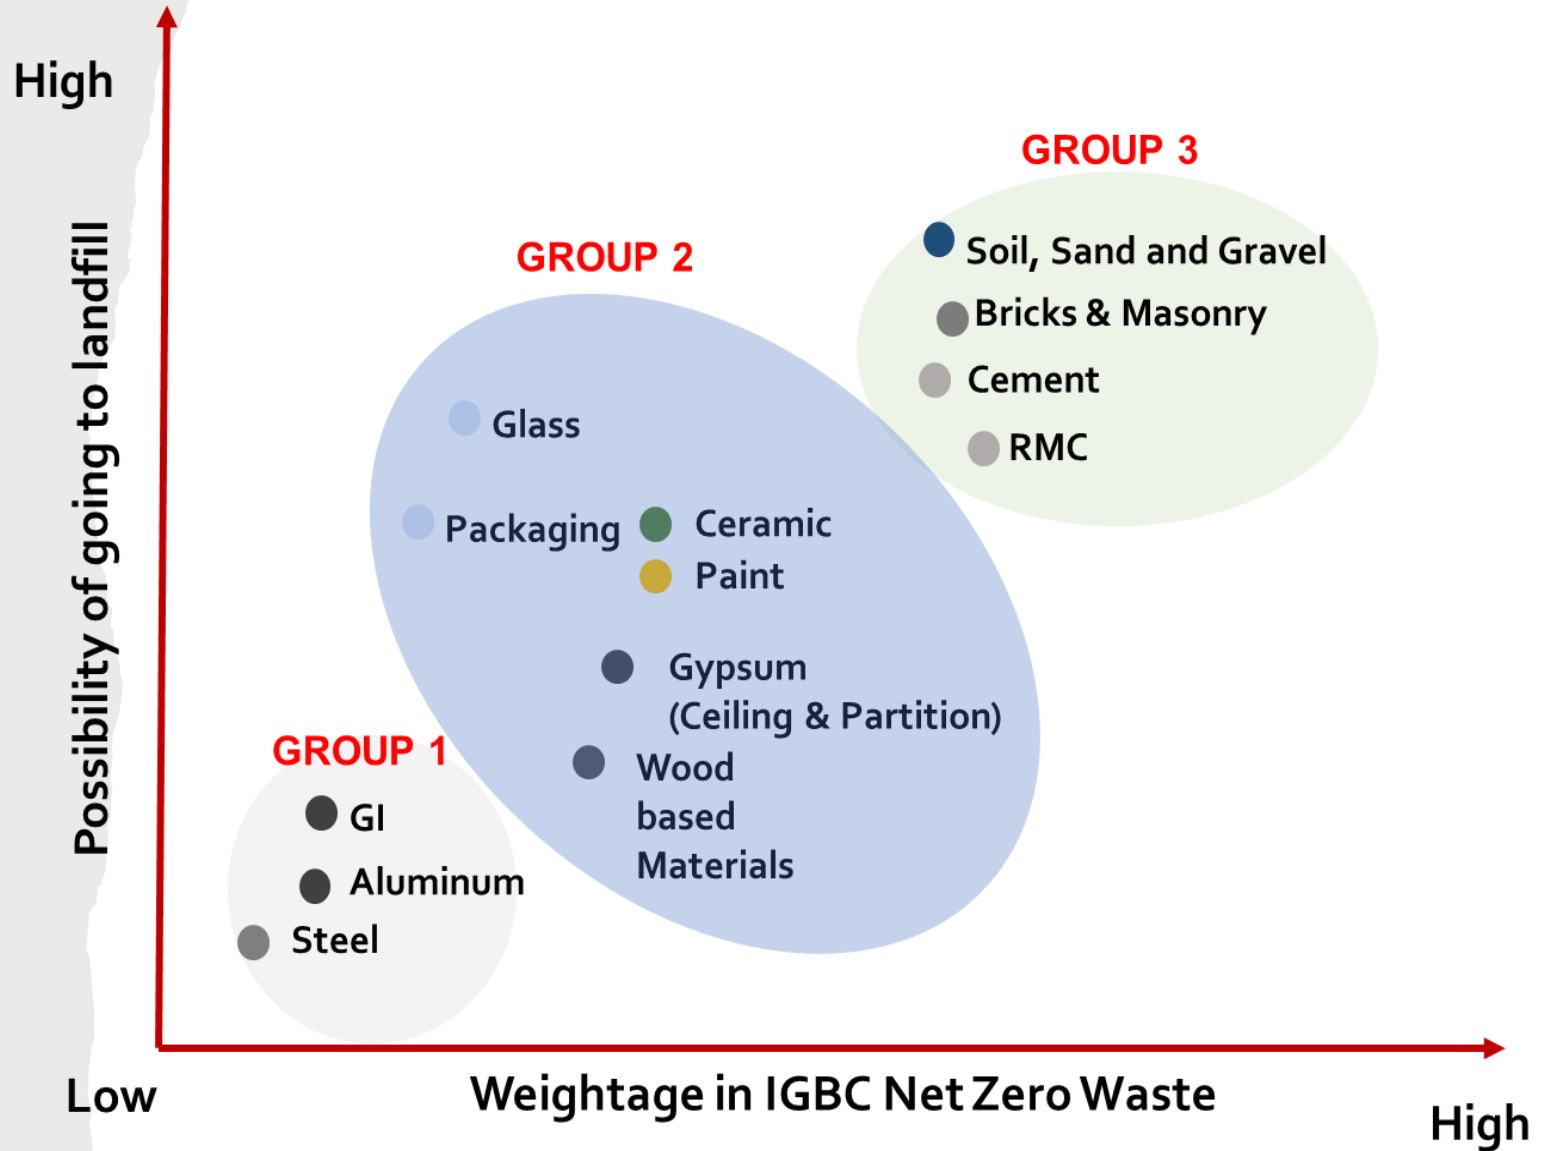 High
Possibility of going to landfill
GROUP 3
Soil, Sand and Gravel
Bricks & Masonry
Cement
RMC
GROUP 2
Glass
Packaging
Ceramic
Paint
Gypsum
(Ceiling & Partition)
Wood
based
Materials
GROUP 1
GI
Aluminum
Steel
Low
Weightage in IGBC Net Zero Waste
High